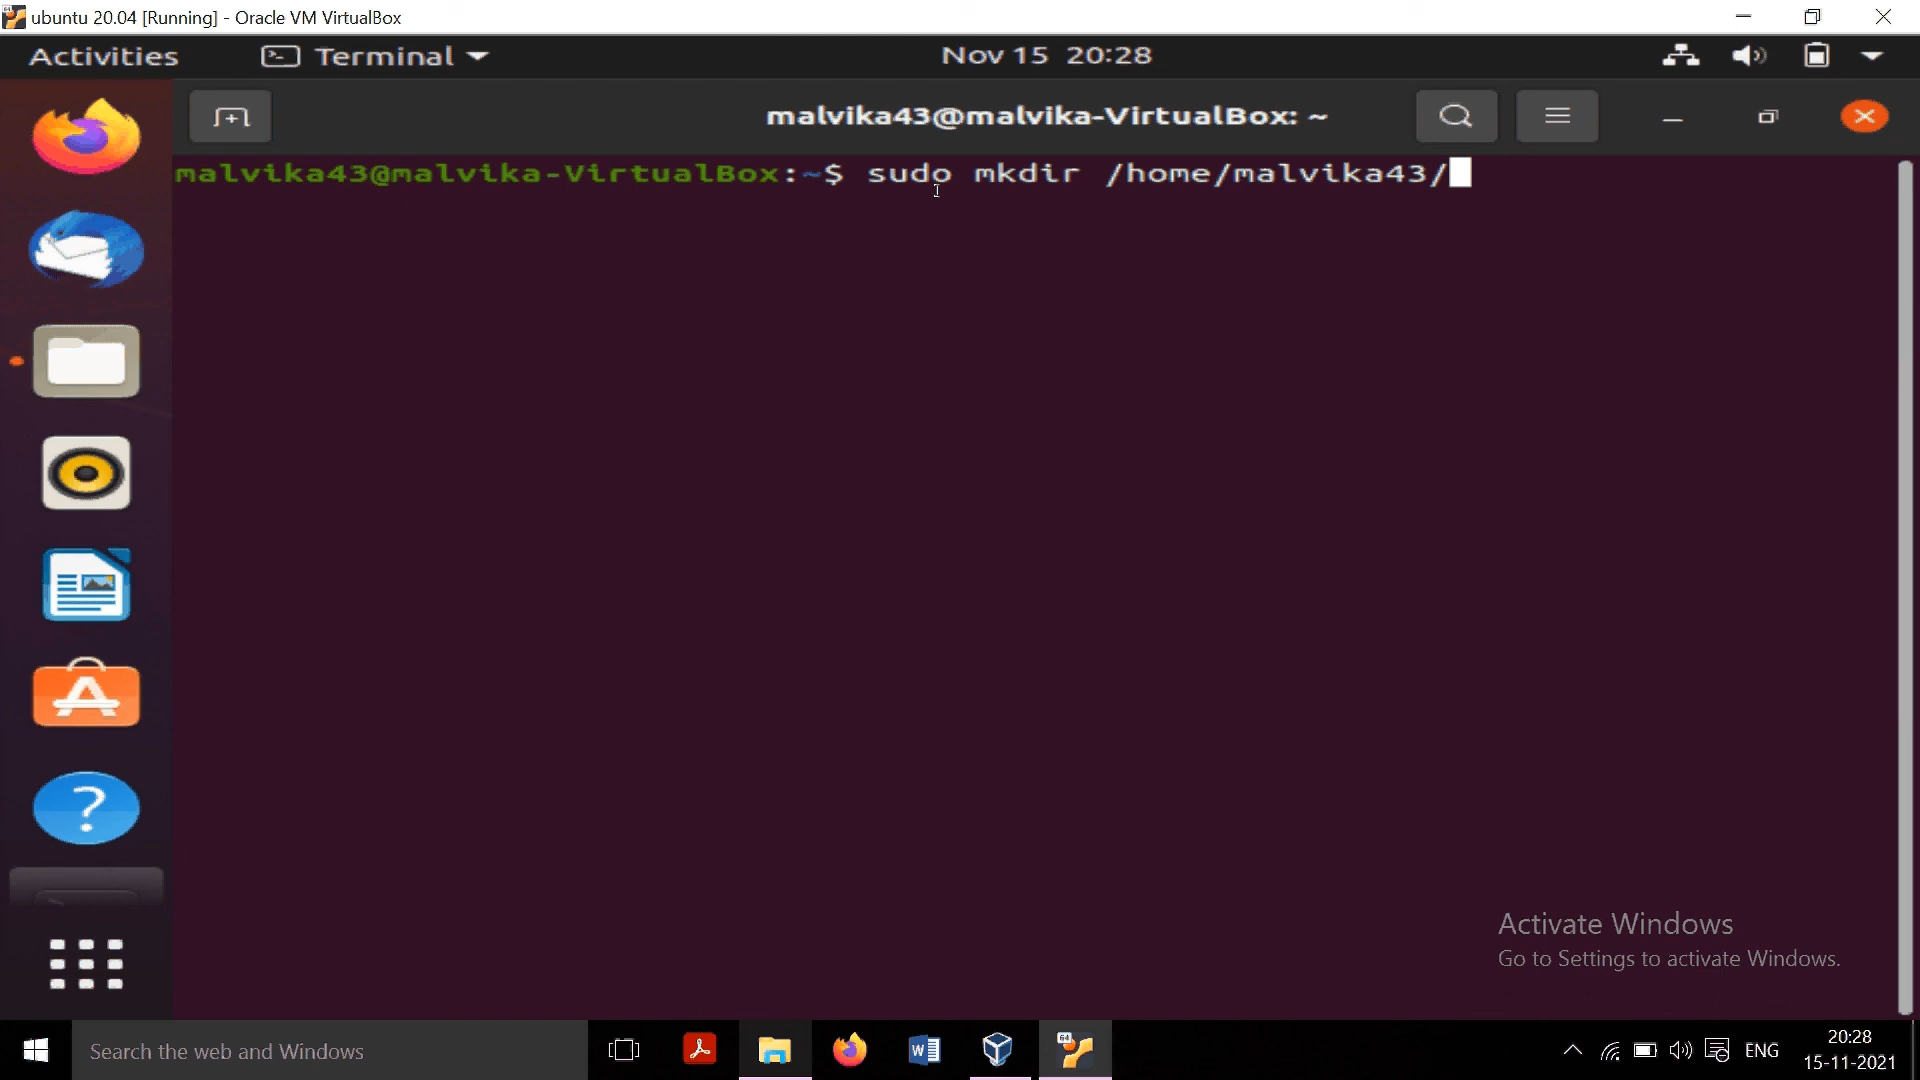 ubuntu 20.04 [Running] - Oracle VM VirtualBox
Activities Terminal Nov 15 20:28
malvika43@malvika-VirtualBox: ~
malvika43@malvika-VirtualBox:~$ sudo mkdir /home/malvika43/
Activate Windows
Go to Settings to activate Windows.
Search the web and Windows
ENG
20:28
15-11-2021